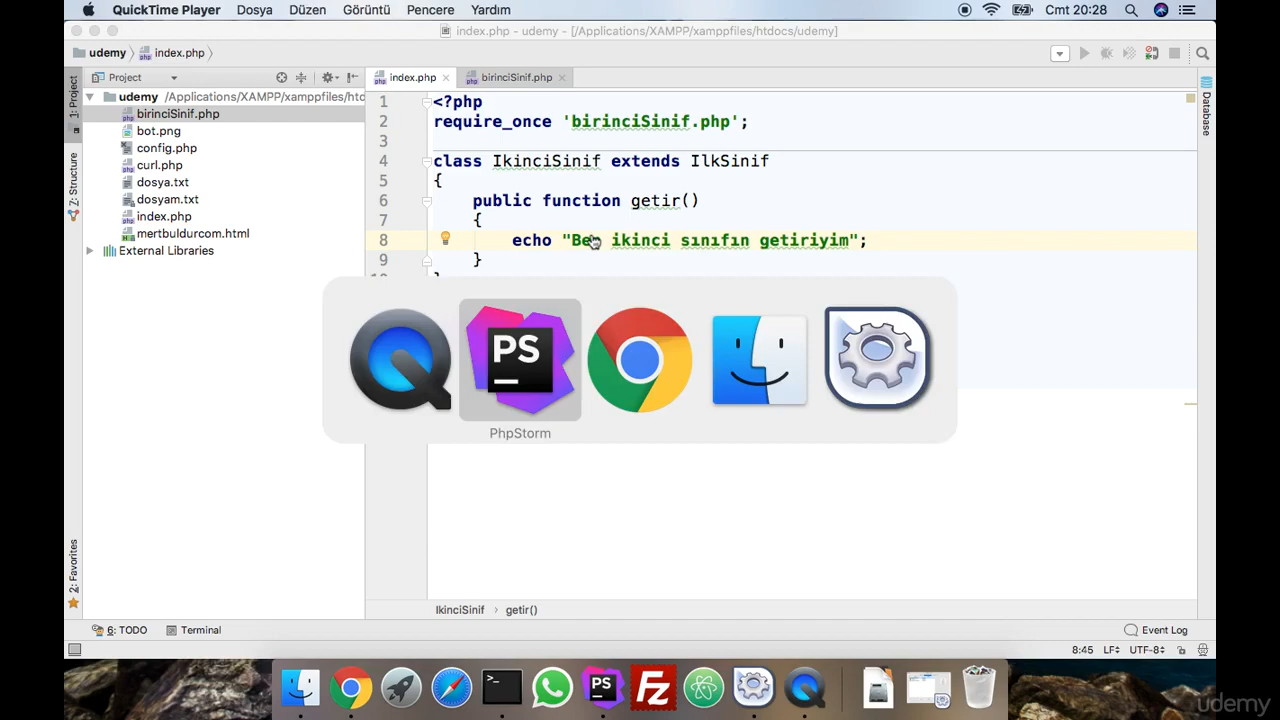 QuickTime Player Dosya Düzen Görüntü Pencere Yardım Cmt 20:28
index.php - udemy - [/Applications/XAMPP/xamppfiles/htdocs/udemy]
udemy index.php
Project index.php birinciSinif.php
1: Project
udemy /Applications/XAMPP/xamppfiles/htd
birinciSinif.php
bot.png
config.php
curl.php
dosya.txt
dosyam.txt
index.php
mertbuldurcom.html
External Libraries
Z: Structure
2: Favorites
Database
1 <?php
2 require_once 'birinciSinif.php';
3
4 class IkinciSinif extends IlkSinif
5 {
6 public function getir()
7 {
8 echo "Ben ikinci sınıfın getiriyim";
9 }
PS
PhpStorm
IkinciSinif › getir()
6: TODO Terminal Event Log
8:45 LF÷ UTF-8÷
>_
PS
Fz
udemy